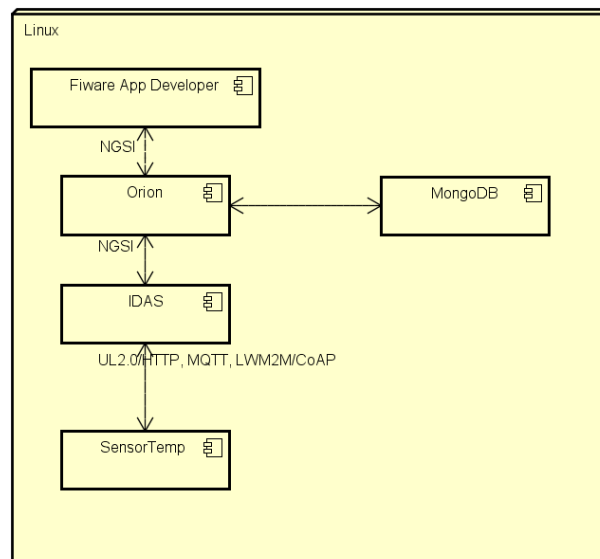 Linux
Fiware App Developer
NGSI
Orion
MongoDB
NGSI
IDAS
UL2.0/HTTP, MQTT, LWM2M/CoAP
SensorTemp